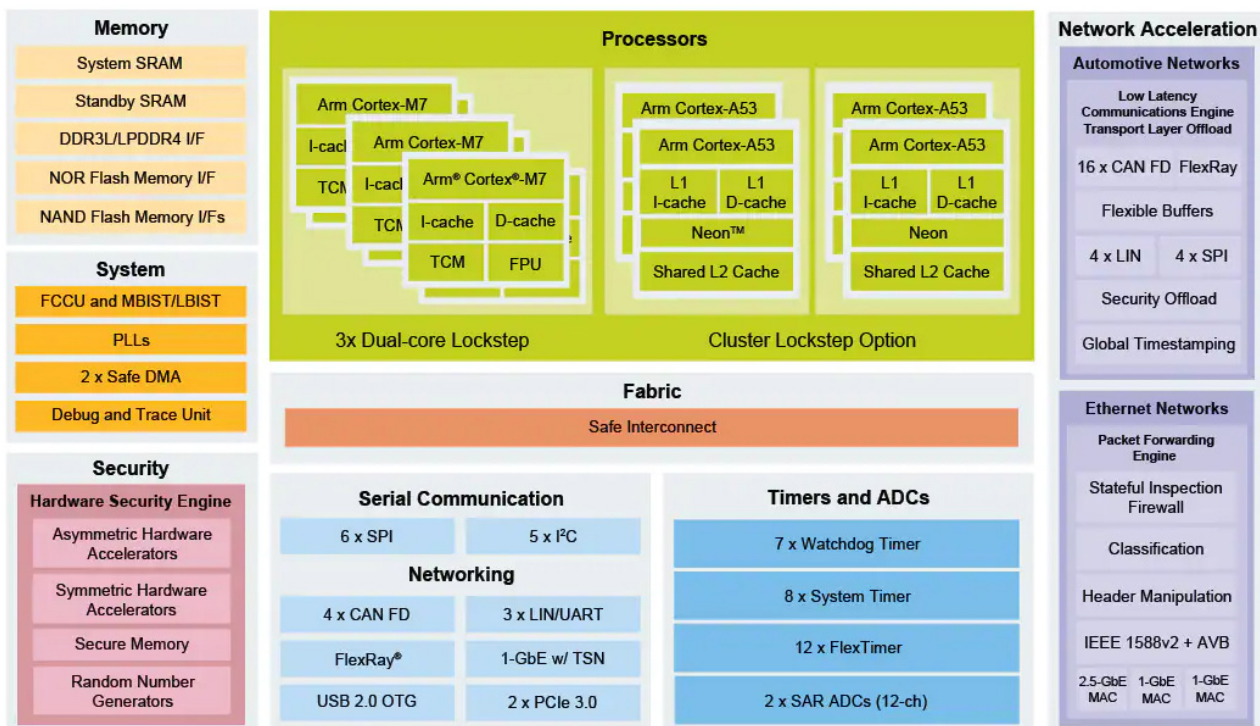 Memory
System SRAM
Standby SRAM
DDR3L/LPDDR4 I/F
NOR Flash Memory I/F
NAND Flash Memory I/Fs
System
FCCU and MBIST/LBIST
PLLs
2 x Safe DMA
Debug and Trace Unit
Security
Hardware Security Engine
Asymmetric Hardware
Accelerators
Symmetric Hardware
Accelerators
Secure Memory
Random Number
Generators
Processors
Arm Cortex-M7
I-cac
TCM
Arm Cortex-M7
I-cach
TCM
Arm® Cortex®-M7
I-cache D-cache
TCM FPU
3x Dual-core Lockstep
Arm Cortex-A53
Arm Cortex-A53
L1 L1
I-cache D-cache
Neon™
Shared L2 Cache
Arm Cortex-A53
Arm Cortex-A53
L1 L1
I-cache D-cache
Neon
Shared L2 Cache
Cluster Lockstep Option
Fabric
Safe Interconnect
Serial Communication
6 x SPI 5 x I²C
Networking
4 x CAN FD 3 x LIN/UART
FlexRay® 1-GbE w/ TSN
USB 2.0 OTG 2 x PCIe 3.0
Timers and ADCs
7 x Watchdog Timer
8 x System Timer
12 x FlexTimer
2 x SAR ADCs (12-ch)
Network Acceleration
Automotive Networks
Low Latency
Communications Engine
Transport Layer Offload
16 x CAN FD FlexRay
Flexible Buffers
4 x LIN 4 x SPI
Security Offload
Global Timestamping
Ethernet Networks
Packet Forwarding
Engine
Stateful Inspection
Firewall
Classification
Header Manipulation
IEEE 1588v2 + AVB
2.5-GbE 1-GbE 1-GbE
MAC MAC MAC